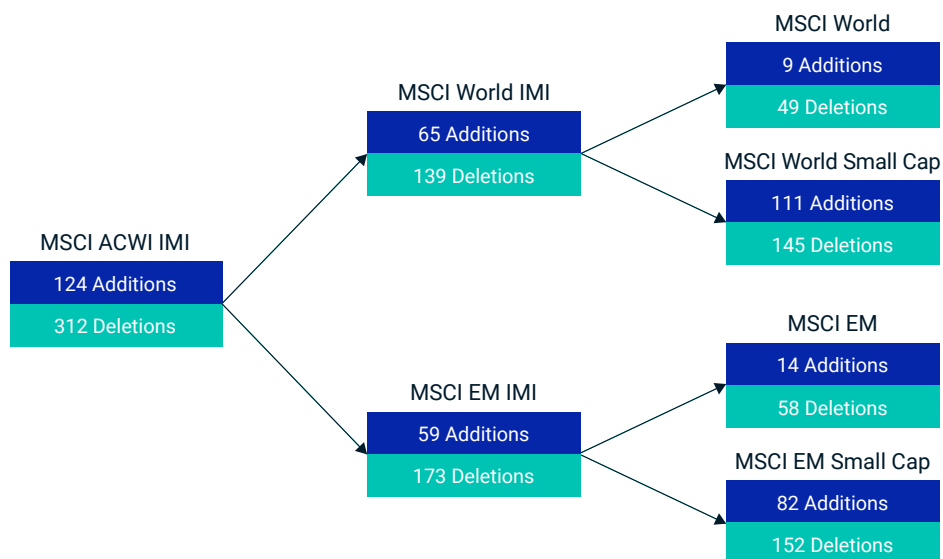 MSCI World
9 Additions
49 Deletions
MSCI World IMI
65 Additions
139 Deletions
MSCI World Small Cap
111 Additions
145 Deletions
MSCI ACWI IMI
124 Additions
312 Deletions
MSCI EM
14 Additions
58 Deletions
MSCI EM IMI
59 Additions
173 Deletions
MSCI EM Small Cap
82 Additions
152 Deletions